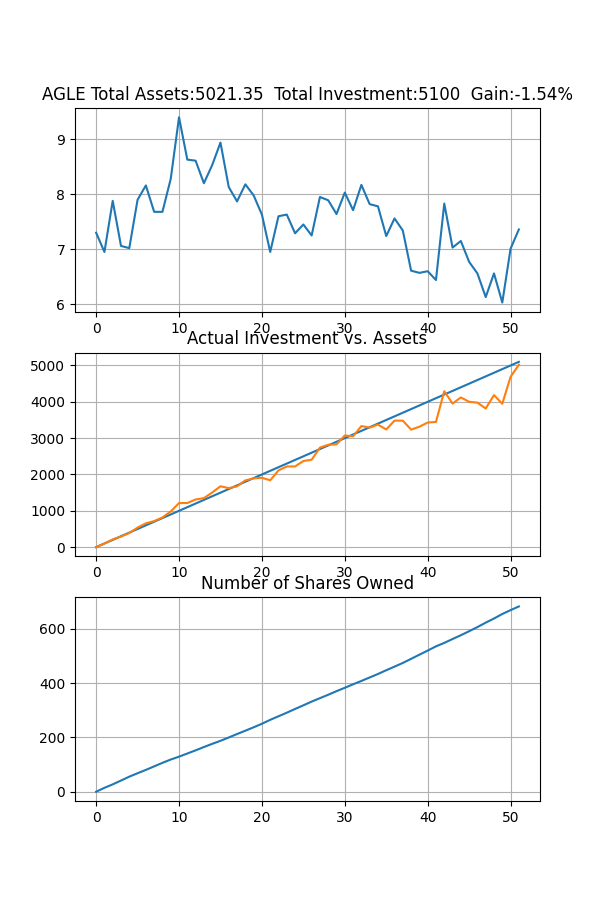 AGLE Total Assets:5021.35  Total Investment:5100  Gain:-1.54%
9
8
7
6
0 10 20 30 40 50
Actual Investment vs. Assets
5000
4000
3000
2000
1000
0
0 10 20 30 40 50
Number of Shares Owned
600
400
200
0
0 10 20 30 40 50